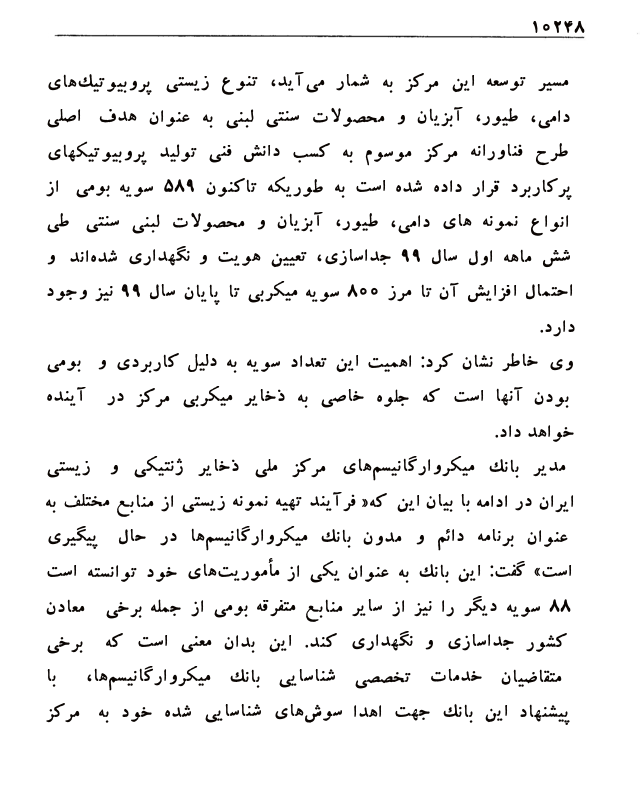 ۱۰۲۴۸
مسیر توسعه این مرکز به شمار می‌آید، تنوع زیستی پروبیوتیك‌های
دامی، طیور، آبزیان و محصولات سنتی لبنی به عنوان هدف اصلی
طرح فناورانه مرکز موسوم به کسب دانش فنی تولید پروبیوتیکهای
پرکاربرد قرار داده شده است به طوریکه تاکنون ۵۸۹ سویه بومی از
انواع نمونه های دامی، طیور، آبزیان و محصولات لبنی سنتی طی
شش ماهه اول سال ۹۹ جداسازی، تعیین هویت و نگهداری شده‌اند و
احتمال افزایش آن تا مرز ۸۰۰ سویه میکربی تا پایان سال ۹۹ نیز وجود
دارد.
وی خاطر نشان کرد: اهمیت این تعداد سویه به دلیل کاربردی و بومی
بودن آنها است که جلوه خاصی به ذخایر میکربی مرکز در آینده
خواهد داد.
مدیر بانك میکروارگانیسم‌های مرکز ملی ذخایر ژنتیکی و زیستی
ایران در ادامه با بیان این که« فرآیند تهیه نمونه زیستی از منابع مختلف به
عنوان برنامه دائم و مدون بانك میکروارگانیسم‌ها در حال پیگیری
است» گفت: این بانك به عنوان یکی از مأموریت‌های خود توانسته است
۸۸ سویه دیگر را نیز از سایر منابع متفرقه بومی از جمله برخی معادن
کشور جداسازی و نگهداری کند. این بدان معنی است که برخی
متقاضیان خدمات تخصصی شناسایی بانك میکروارگانیسم‌ها، با
پیشنهاد این بانك جهت اهدا سوش‌های شناسایی شده خود به مرکز